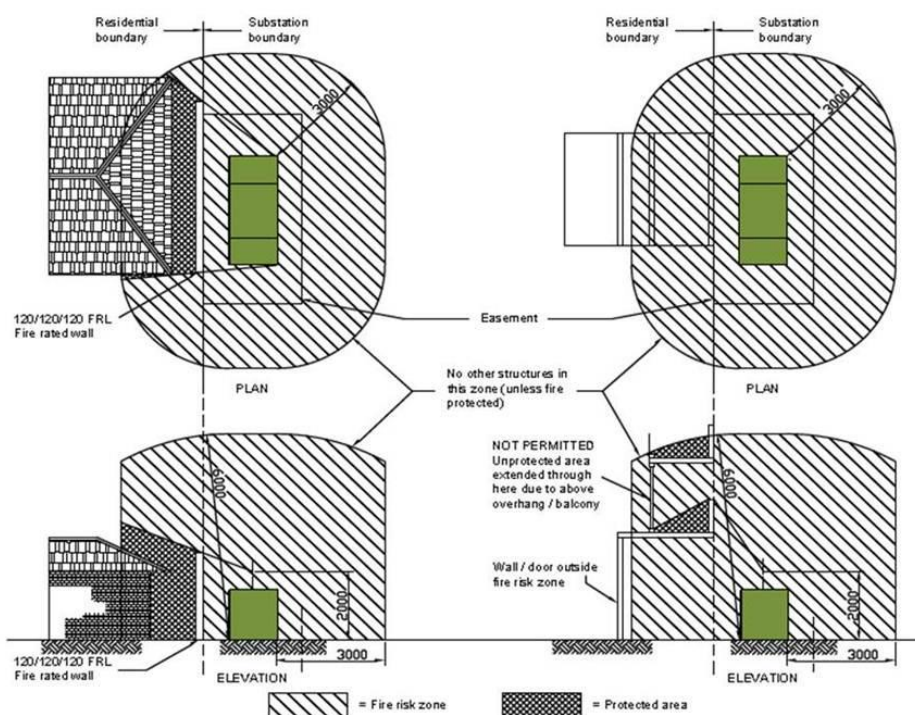 Residential
boundary
Substation
boundary
Residential
boundary
Substation
boundary
3000
3000
120/120/120 FRL
Fire rated wall
Easement
PLAN
No other structures in
this zone (unless fire
protected)
PLAN
NOT PERMITTED
Unprotected area
extended through
here due to above
overhang / balcony
6000
6000
Wall / door outside
fire risk zone
2000
2000
120/120/120 FRL
Fire rated wall
3000
3000
ELEVATION
ELEVATION
= Fire risk zone
= Protected area